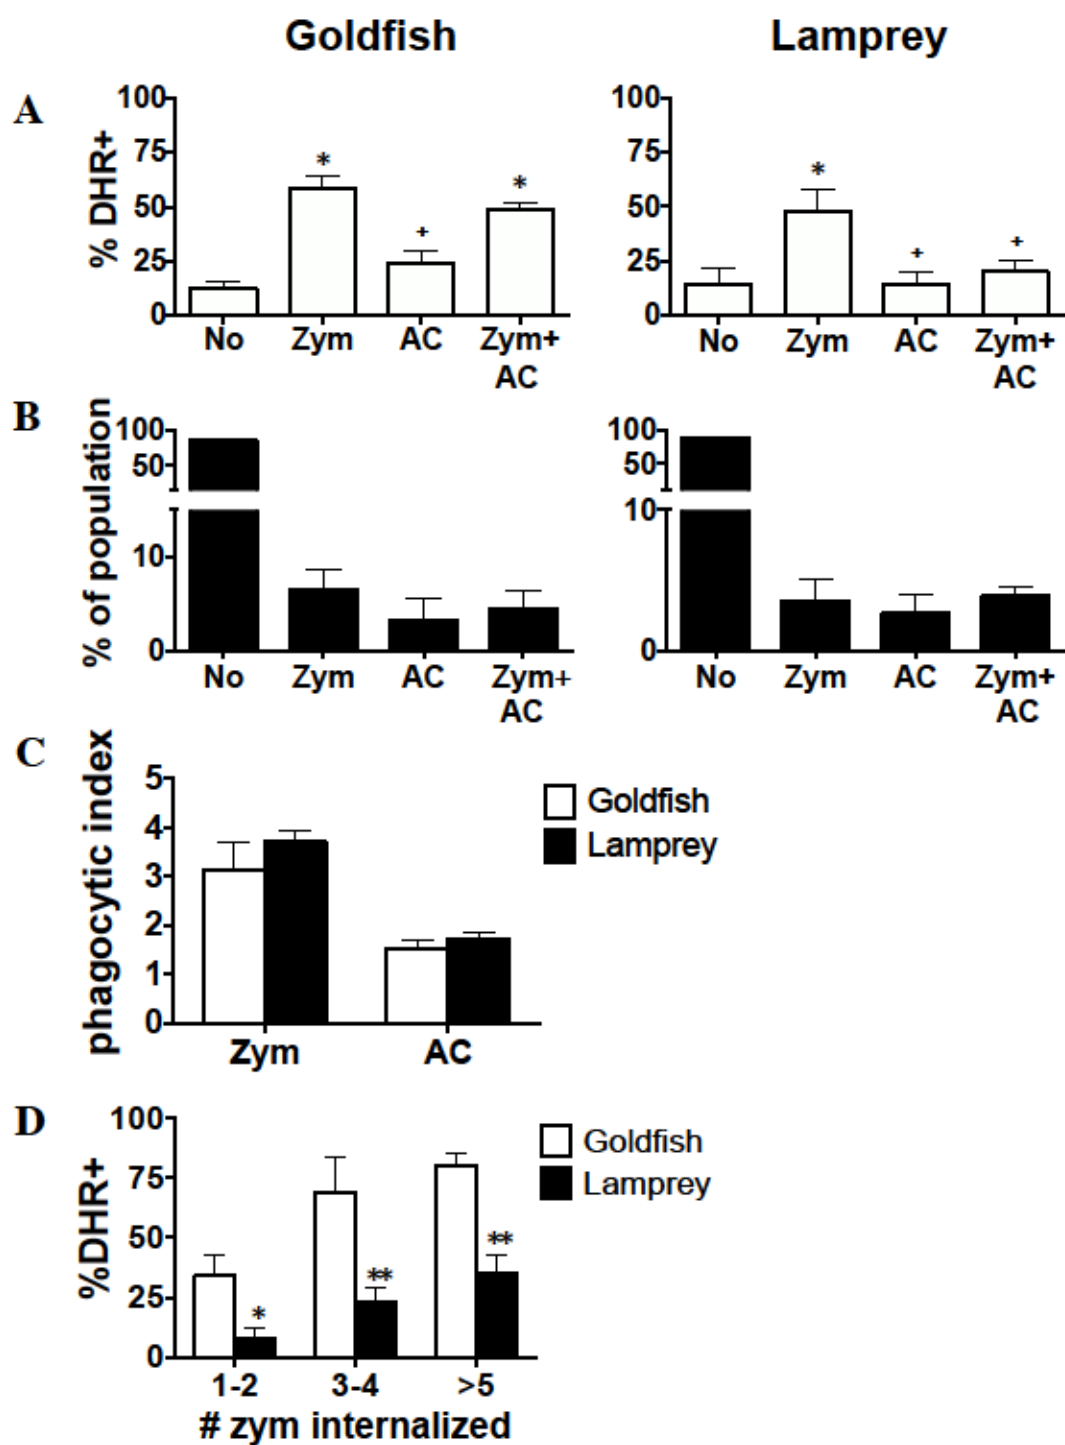 Goldfish Lamprey
A
% DHR+
100
75
50
25
0
* + *
No Zym AC Zym+
AC
100
75
50
25
0
* + +
No Zym AC Zym+
AC
B
% of population
100
50
10
0
No Zym AC Zym+
AC
100
50
10
0
No Zym AC Zym+
AC
C
phagocytic index
5
4
3
2
1
0
Zym AC
Goldfish
Lamprey
D
%DHR+
100
75
50
25
0
* ** **
1-2 3-4 >5
# zym internalized
Goldfish
Lamprey